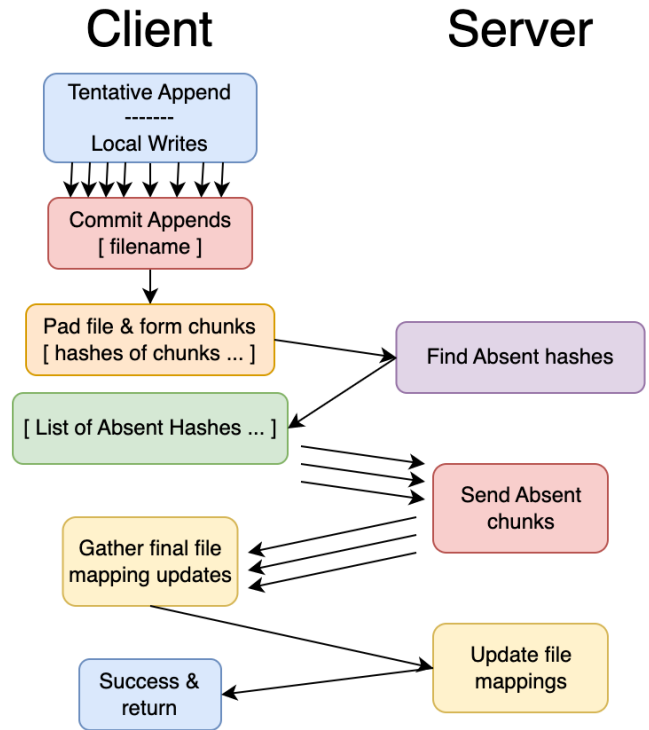 Client
Server
Tentative Append
-------
Local Writes
Commit Appends
[ filename ]
Pad file & form chunks
[ hashes of chunks ... ]
Find Absent hashes
[ List of Absent Hashes ... ]
Send Absent
chunks
Gather final file
mapping updates
Update file
mappings
Success &
return